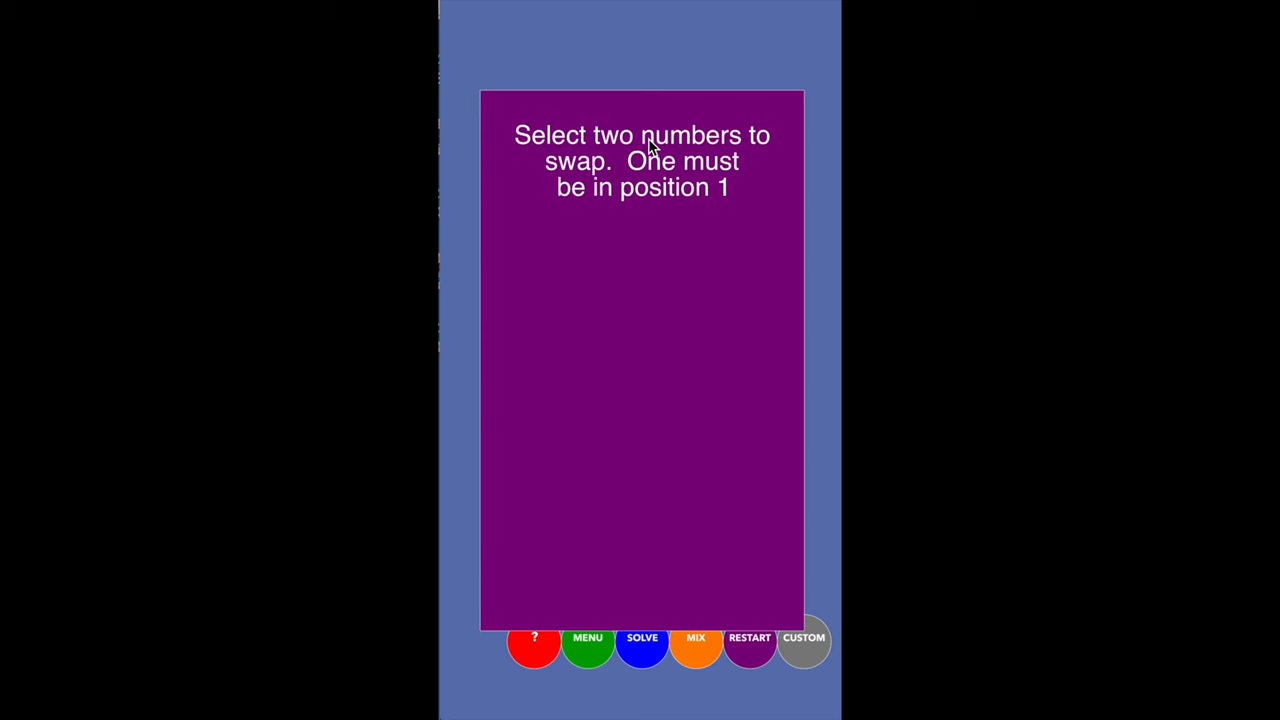 Select two numbers to
swap.  One must
be in position 1
? MENU SOLVE MIX RESTART CUSTOM